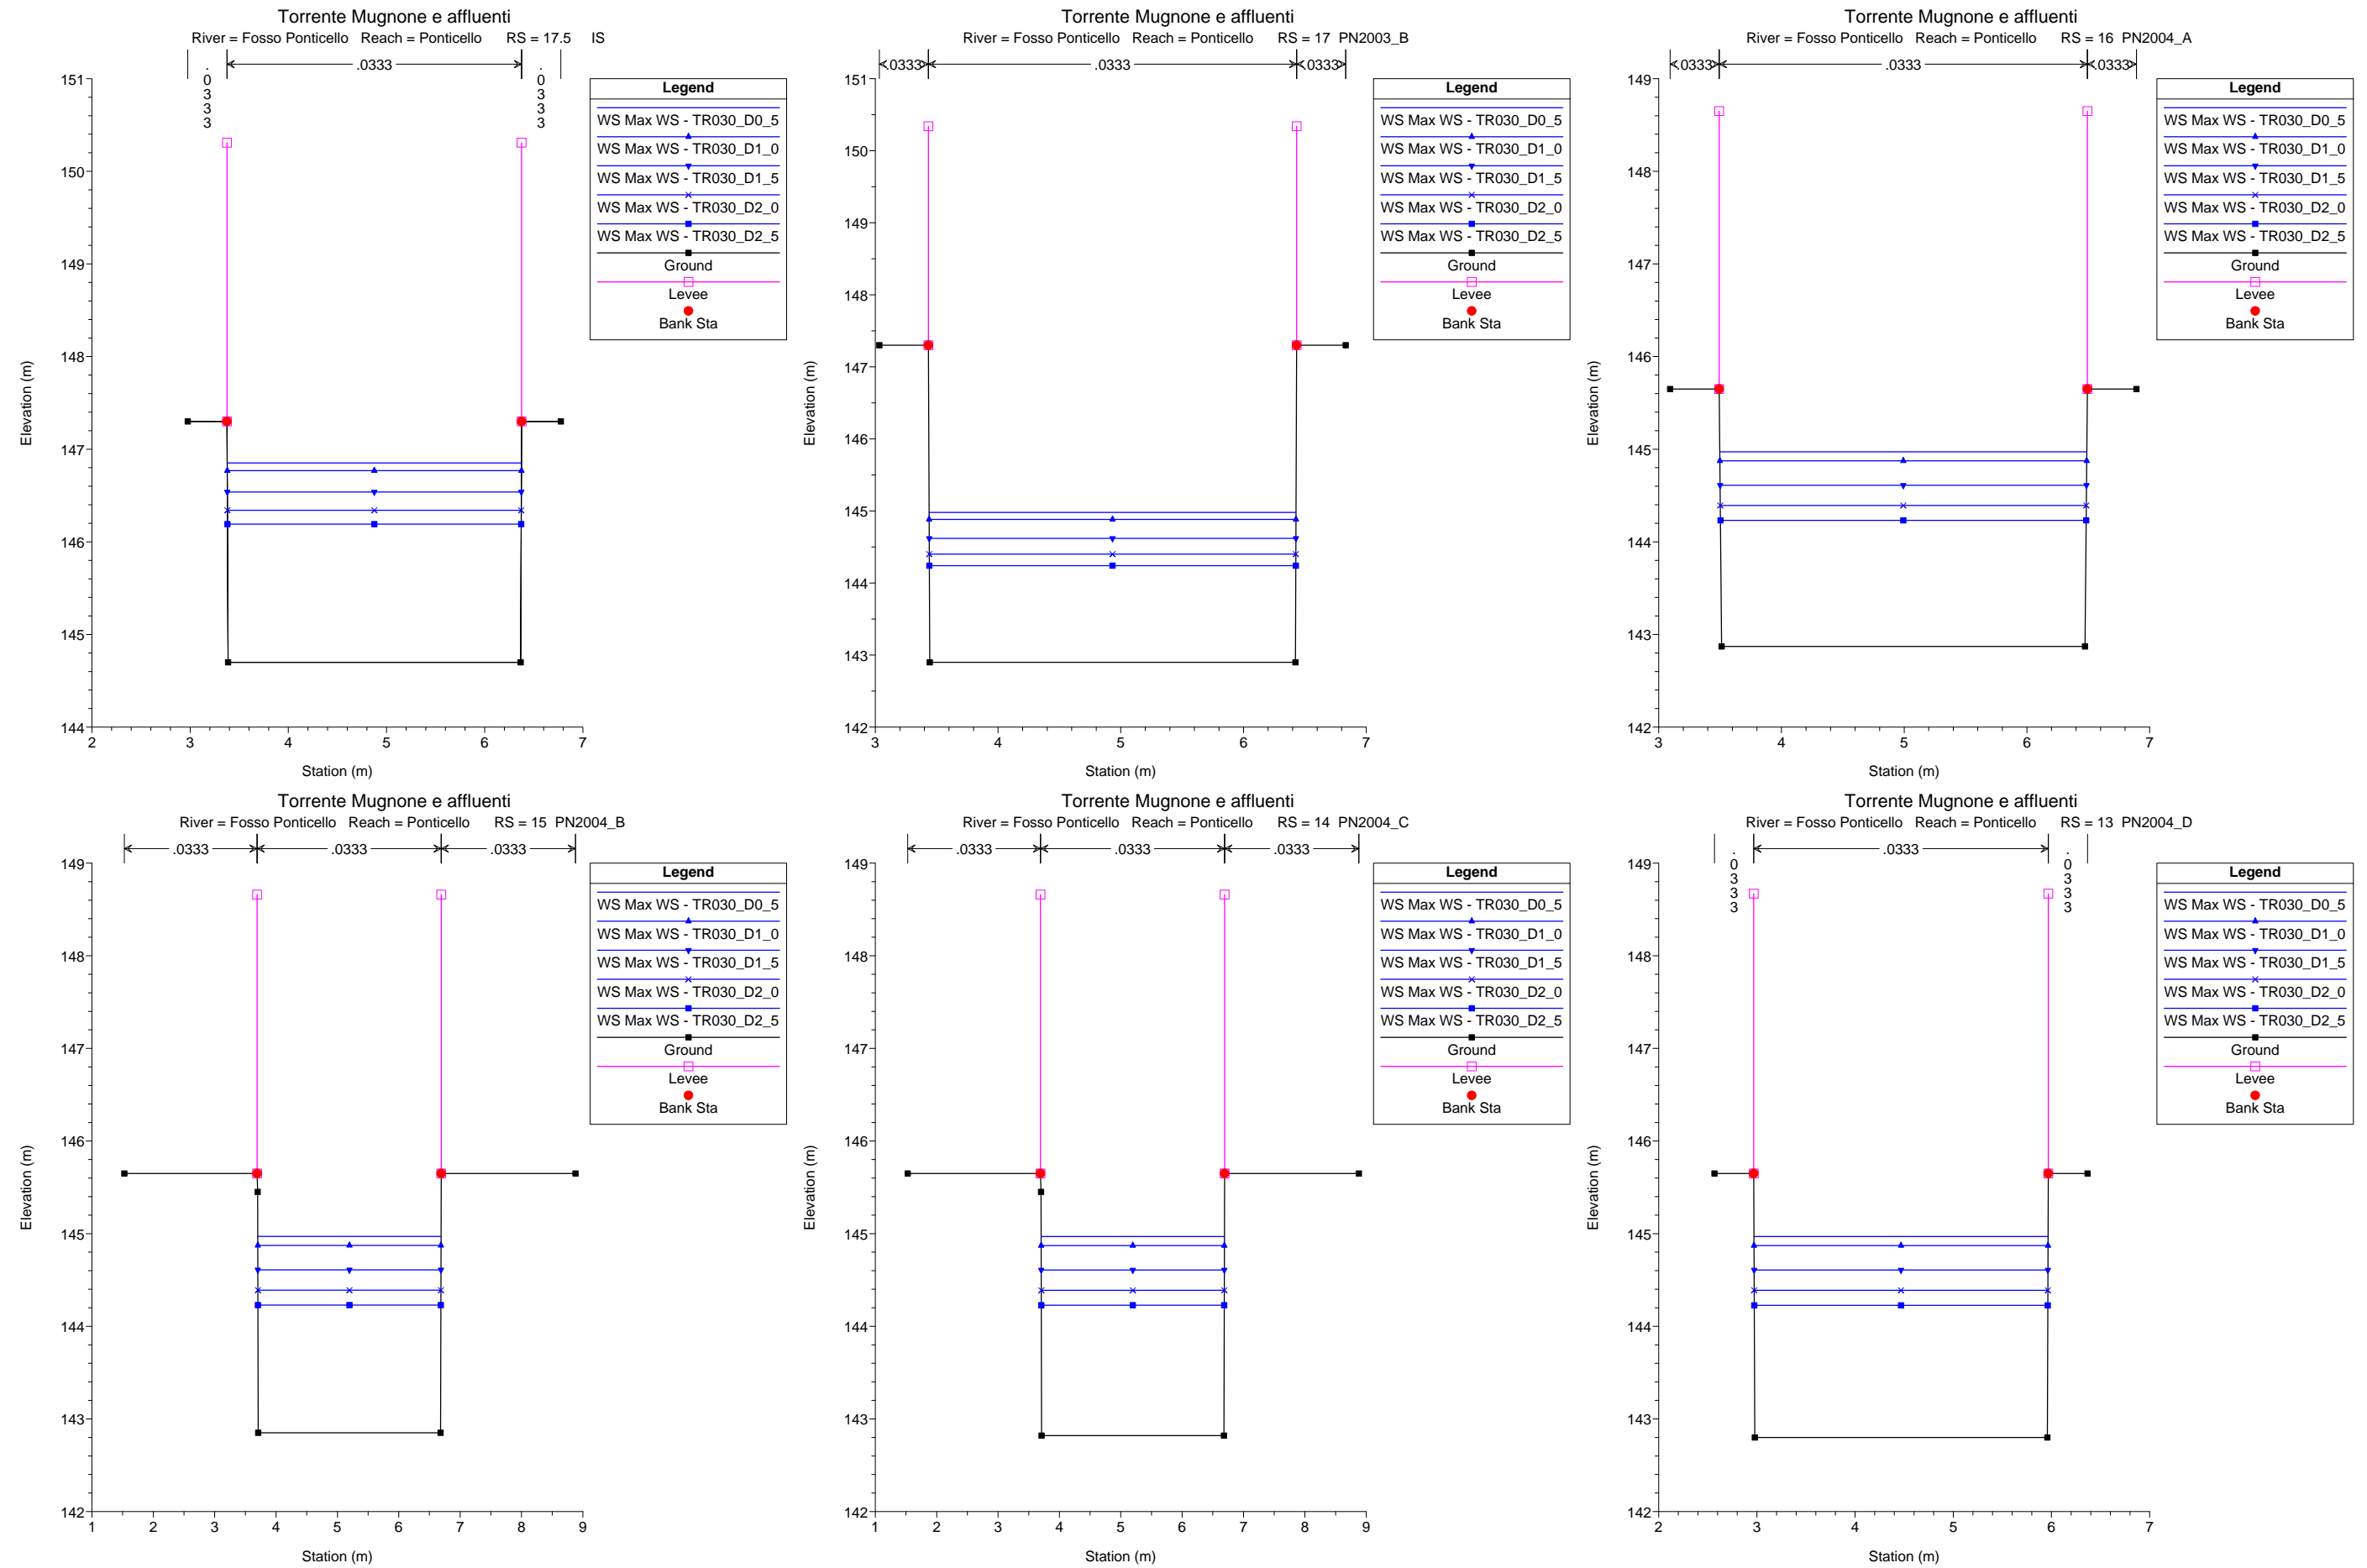 Torrente Mugnone e affluenti
River = Fosso Ponticello Reach = Ponticello RS = 17.5 IS
.0333
.0333
.0333
151
150
149
148
147
146
145
144
Elevation (m)
2 3 4 5 6 7
Station (m)
Legend
WS Max WS - TR030_D0_5
WS Max WS - TR030_D1_0
WS Max WS - TR030_D1_5
WS Max WS - TR030_D2_0
WS Max WS - TR030_D2_5
Ground
Levee
Bank Sta
Torrente Mugnone e affluenti
River = Fosso Ponticello Reach = Ponticello RS = 17 PN2003_B
.0333 .0333 .0333
151
150
149
148
147
146
145
144
143
142
Elevation (m)
3 4 5 6 7
Station (m)
Legend
WS Max WS - TR030_D0_5
WS Max WS - TR030_D1_0
WS Max WS - TR030_D1_5
WS Max WS - TR030_D2_0
WS Max WS - TR030_D2_5
Ground
Levee
Bank Sta
Torrente Mugnone e affluenti
River = Fosso Ponticello Reach = Ponticello RS = 16 PN2004_A
.0333 .0333 .0333
149
148
147
146
145
144
143
142
Elevation (m)
3 4 5 6 7
Station (m)
Legend
WS Max WS - TR030_D0_5
WS Max WS - TR030_D1_0
WS Max WS - TR030_D1_5
WS Max WS - TR030_D2_0
WS Max WS - TR030_D2_5
Ground
Levee
Bank Sta
Torrente Mugnone e affluenti
River = Fosso Ponticello Reach = Ponticello RS = 15 PN2004_B
.0333 .0333 .0333
149
148
147
146
145
144
143
142
Elevation (m)
1 2 3 4 5 6 7 8 9
Station (m)
Legend
WS Max WS - TR030_D0_5
WS Max WS - TR030_D1_0
WS Max WS - TR030_D1_5
WS Max WS - TR030_D2_0
WS Max WS - TR030_D2_5
Ground
Levee
Bank Sta
Torrente Mugnone e affluenti
River = Fosso Ponticello Reach = Ponticello RS = 14 PN2004_C
.0333 .0333 .0333
149
148
147
146
145
144
143
142
Elevation (m)
1 2 3 4 5 6 7 8 9
Station (m)
Legend
WS Max WS - TR030_D0_5
WS Max WS - TR030_D1_0
WS Max WS - TR030_D1_5
WS Max WS - TR030_D2_0
WS Max WS - TR030_D2_5
Ground
Levee
Bank Sta
Torrente Mugnone e affluenti
River = Fosso Ponticello Reach = Ponticello RS = 13 PN2004_D
.0333
.0333
.0333
149
148
147
146
145
144
143
142
Elevation (m)
2 3 4 5 6 7
Station (m)
Legend
WS Max WS - TR030_D0_5
WS Max WS - TR030_D1_0
WS Max WS - TR030_D1_5
WS Max WS - TR030_D2_0
WS Max WS - TR030_D2_5
Ground
Levee
Bank Sta